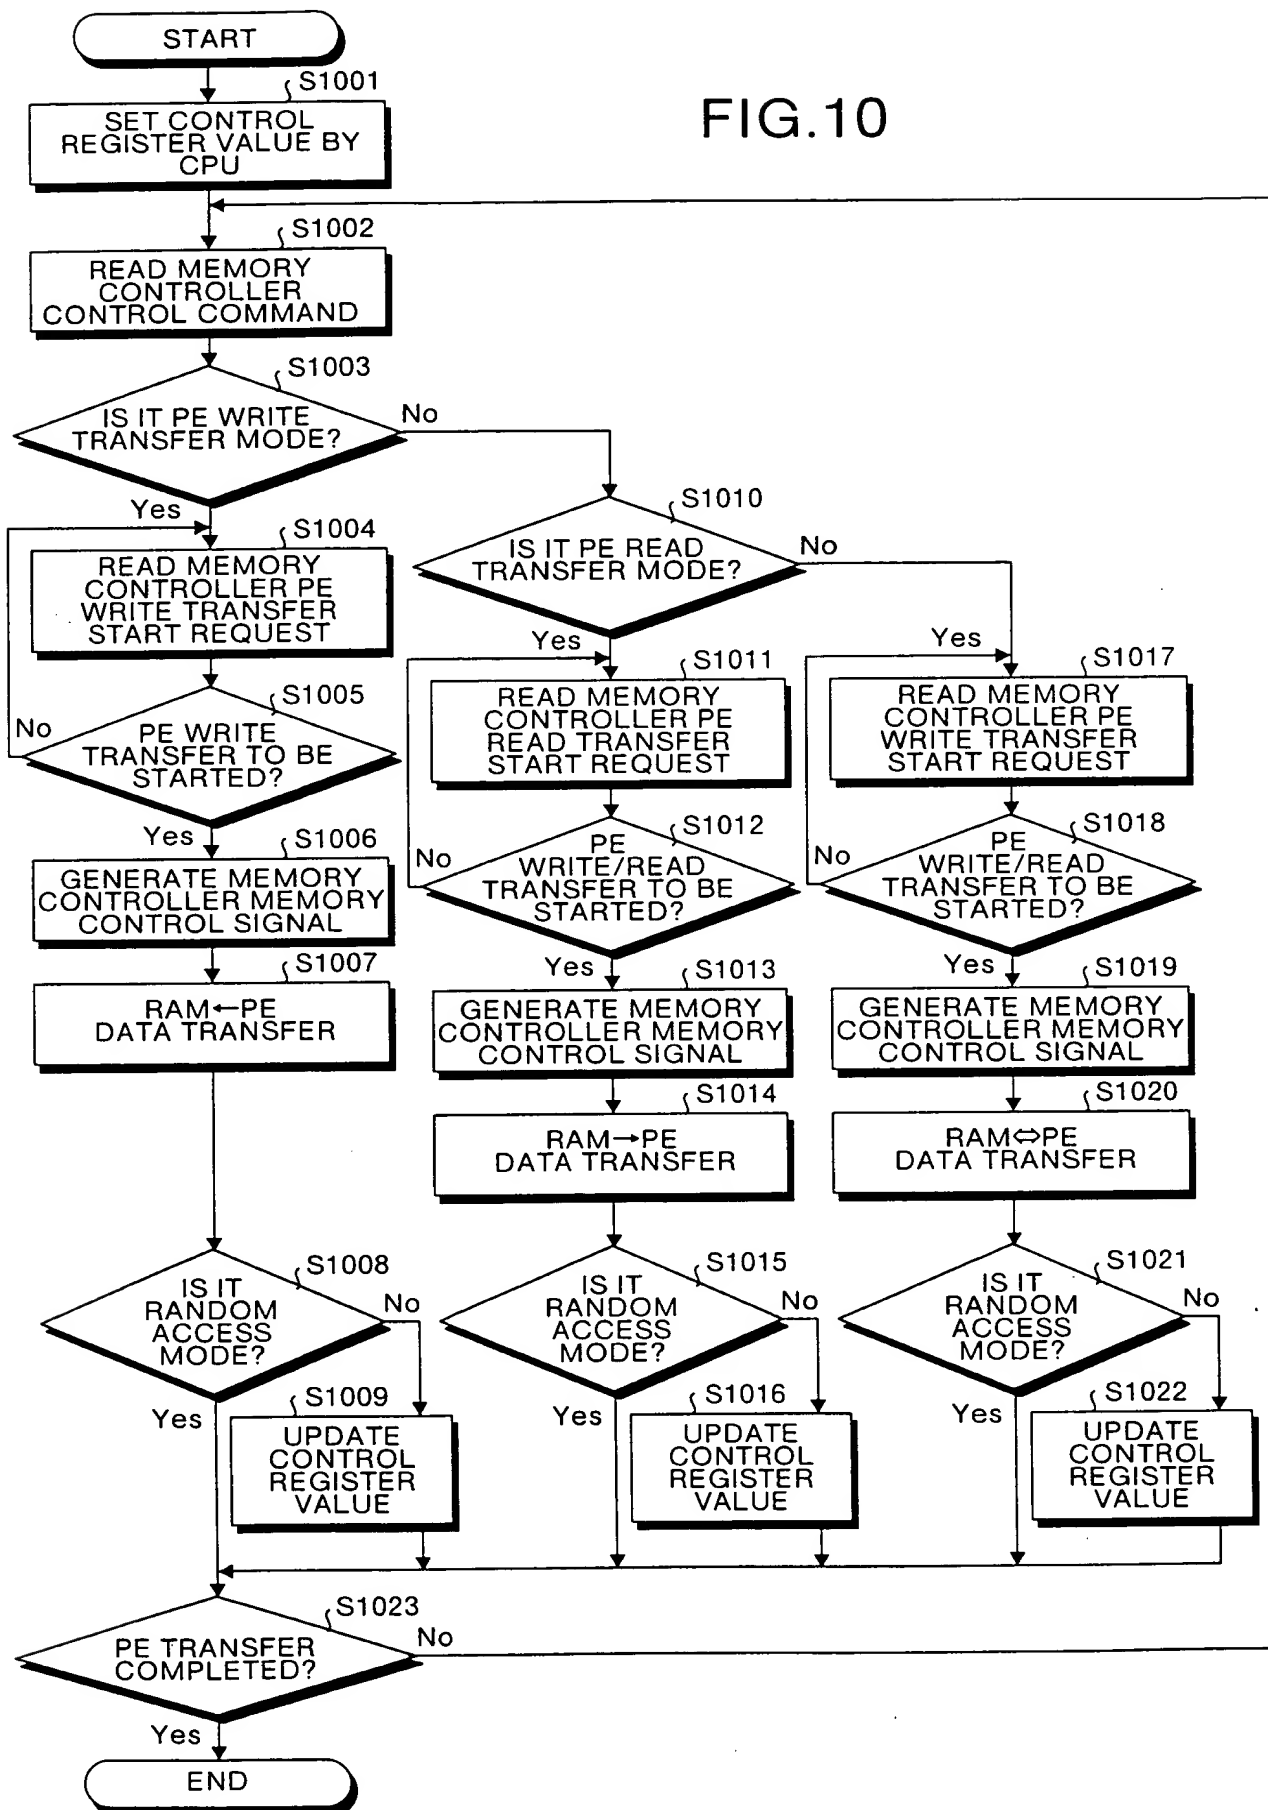 FIG.10
START
S1001
SET CONTROL
REGISTER VALUE BY
CPU
S1002
READ MEMORY
CONTROLLER
CONTROL COMMAND
S1003
IS IT PE WRITE
TRANSFER MODE?
No
Yes
S1004
READ MEMORY
CONTROLLER PE
WRITE TRANSFER
START REQUEST
S1005
No
PE WRITE
TRANSFER TO BE
STARTED?
Yes
S1006
GENERATE MEMORY
CONTROLLER MEMORY
CONTROL SIGNAL
S1007
RAM←PE
DATA TRANSFER
S1008
IS IT
RANDOM
ACCESS
MODE?
No
Yes
S1009
UPDATE
CONTROL
REGISTER
VALUE
S1010
IS IT PE READ
TRANSFER MODE?
No
Yes
S1011
READ MEMORY
CONTROLLER PE
READ TRANSFER
START REQUEST
S1012
No
PE
WRITE/READ
TRANSFER TO BE
STARTED?
Yes
S1013
GENERATE MEMORY
CONTROLLER MEMORY
CONTROL SIGNAL
S1014
RAM→PE
DATA TRANSFER
S1015
IS IT
RANDOM
ACCESS
MODE?
No
Yes
S1016
UPDATE
CONTROL
REGISTER
VALUE
Yes
S1017
READ MEMORY
CONTROLLER PE
WRITE TRANSFER
START REQUEST
S1018
No
PE
WRITE/READ
TRANSFER TO BE
STARTED?
Yes
S1019
GENERATE MEMORY
CONTROLLER MEMORY
CONTROL SIGNAL
S1020
RAM⇔PE
DATA TRANSFER
S1021
IS IT
RANDOM
ACCESS
MODE?
No
Yes
S1022
UPDATE
CONTROL
REGISTER
VALUE
S1023
PE TRANSFER
COMPLETED?
No
Yes
END